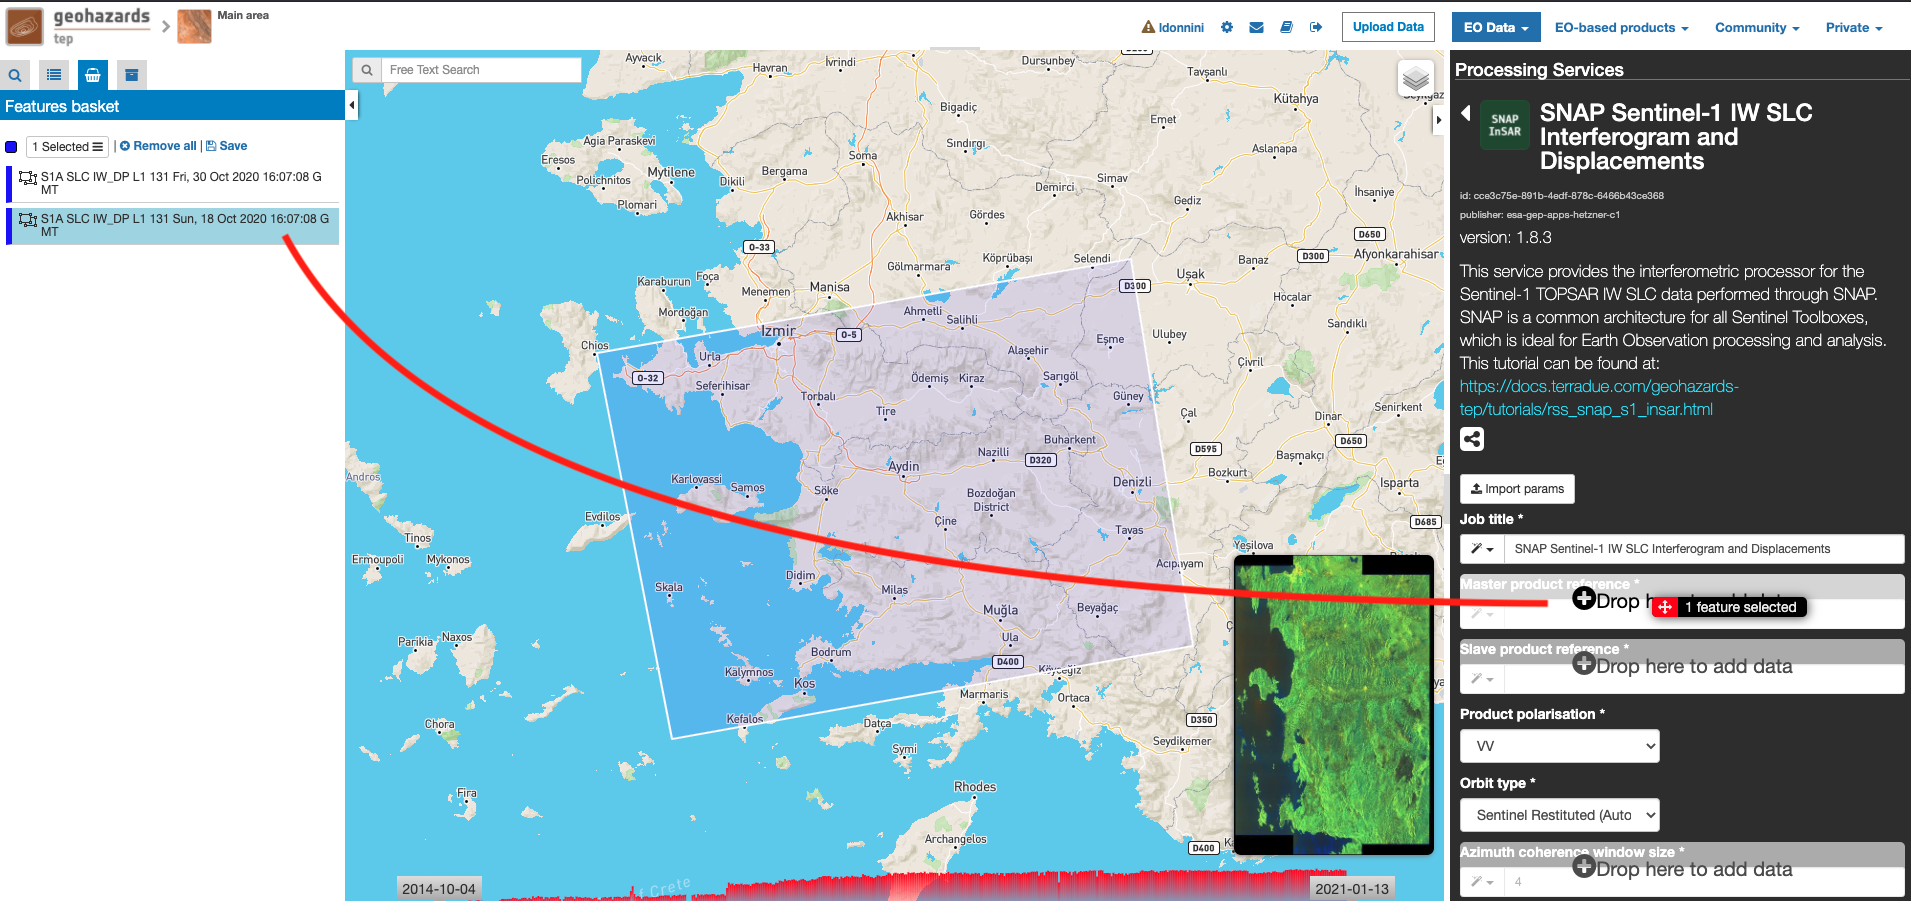 geohazards
tep
Main area
ldonnini
Upload Data
EO Data
EO-based products
Community
Private
Features basket
1 Selected
| Remove all | Save
S1A SLC IW_DP L1 131 Fri, 30 Oct 2020 16:07:08 G
MT
S1A SLC IW_DP L1 131 Sun, 18 Oct 2020 16:07:08 G
MT
Free Text Search
Ayvacık
Havran
İvrindi
Dursunbey
Tavşanlı
Kütahya
Bigadiç
Emet
Sındırgı
Aslanapa
Agia Paraskevi
Eresos
Polichnitos
Mytilene
Plomari
Bergama
Dikili
Soma
Simav
Demirci
Gediz
İhsaniye
Akhisar
Gördes
D650
O-33
Selendi
Banaz
D300
Afyonkarahisar
Köprübaşı
Gölmarmara
Uşak
Karaburun
Foça
Menemen
Manisa
D300
Hocalar
Mordoğan
Ahmetli
Salihli
Sandıklı
Izmir
O-5
Ulubey
Eşme
Chios
Urla
Alaşehir
Çivril
O-32
Seferihisar
Ödemiş
Kiraz
Sarıgöl
Torbalı
Tire
Güney
Çal
Dinar
Senirkent
Buharkent
D650
Nazilli
D320
D595
Başmakçı
Aydin
Bozkurt
Andros
Karlovassi
Samos
Söke
Bozdoğan
District
Denizli
Isparta
Evdilos
Çine
Tavas
D685
Tinos
Yeşilova
Ermoupoli
Mykonos
Acıpayam
Didim
Skala
Milas
Muğla
Beyağaç
Parikia
Naxos
Ula
Bodrum
D400
Köyceğiz
Kalymnos
Kos
Marmaris
Ortaca
Kefalos
Datça
D350
Chora
Symi
Seydikemer
Fira
Rhodes
Archangelos
D400
2014-10-04
f Crete
2021-01-13
Processing Services
SNAP
InSAR
SNAP Sentinel-1 IW SLC
Interferogram and
Displacements
id: cce3c75e-891b-4edf-878c-6466b43ce368
publisher: esa-gep-apps-hetzner-c1
version: 1.8.3
This service provides the interferometric processor for the
Sentinel-1 TOPSAR IW SLC data performed through SNAP.
SNAP is a common architecture for all Sentinel Toolboxes,
which is ideal for Earth Observation processing and analysis.
This tutorial can be found at:
https://docs.terradue.com/geohazards-
tep/tutorials/rss_snap_s1_insar.html
Import params
Job title *
SNAP Sentinel-1 IW SLC Interferogram and Displacements
Master product reference *
Drop
1 feature selected
Slave product reference *
Drop here to add data
Product polarisation *
VV
Orbit type *
Sentinel Restituted (Auto
Azimuth coherence window size *
Drop here to add data
4